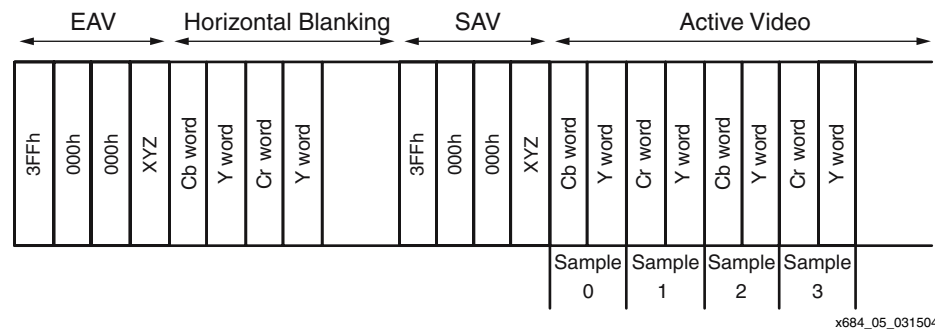 EAV Horizontal Blanking SAV Active Video
3FFh 000h 000h XYZ Cb word Y word Cr word Y word 3FFh 000h 000h XYZ Cb word Y word Cr word Y word Cb word Y word Cr word Y word
Sample Sample Sample Sample
0 1 2 3
x684_05_031504